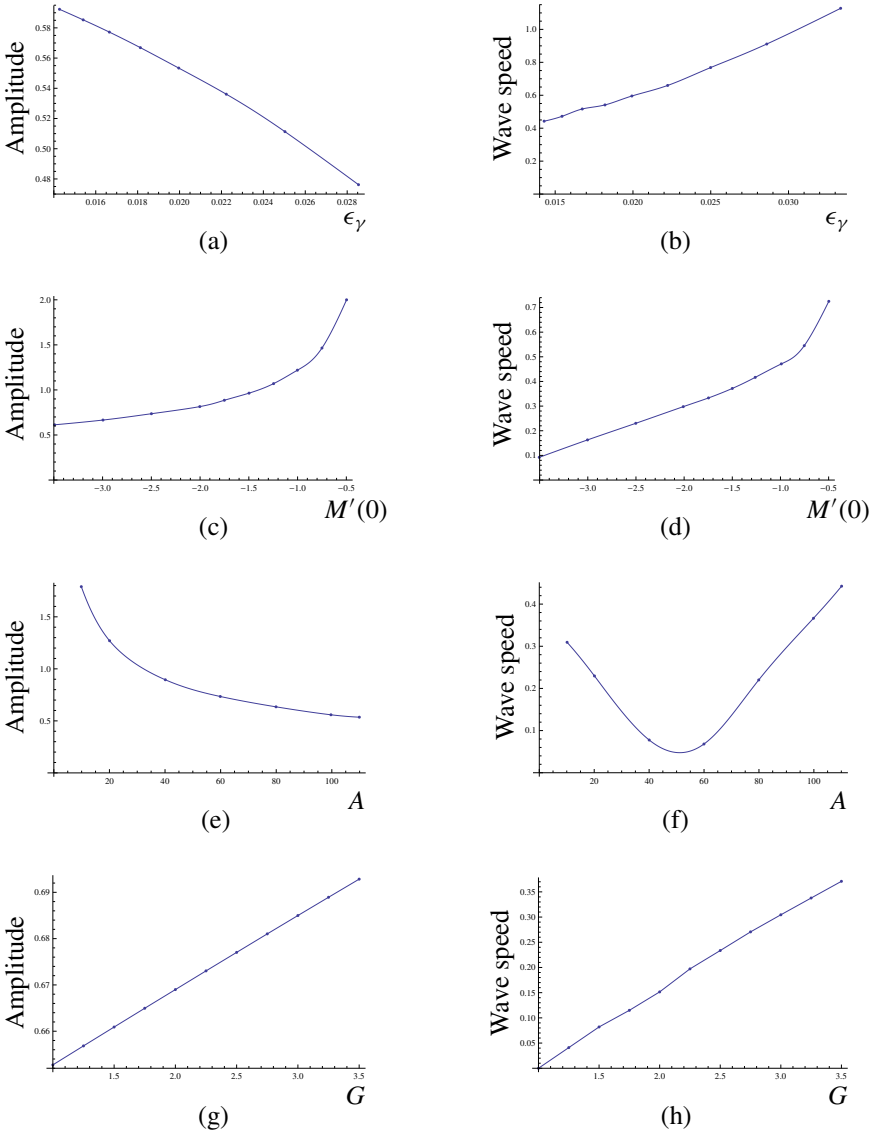 Amplitude
0.58
0.56
0.54
0.52
0.50
0.48
0.016 0.018 0.020 0.022 0.024 0.026 0.028
ϵγ
(a)
Wave speed
1.0
0.8
0.6
0.4
0.2
0.015 0.020 0.025 0.030
ϵγ
(b)
Amplitude
2.0
1.5
1.0
0.5
−3.0 −2.5 −2.0 −1.5 −1.0 −0.5
M′(0)
(c)
Wave speed
0.7
0.6
0.5
0.4
0.3
0.2
0.1
−3.0 −2.5 −2.0 −1.5 −1.0 −0.5
M′(0)
(d)
Amplitude
1.5
1.0
0.5
20 40 60 80 100
A
(e)
Wave speed
0.4
0.3
0.2
0.1
20 40 60 80 100
A
(f)
Amplitude
0.69
0.68
0.67
0.66
1.5 2.0 2.5 3.0 3.5
G
(g)
Wave speed
0.35
0.30
0.25
0.20
0.15
0.10
0.05
1.5 2.0 2.5 3.0 3.5
G
(h)